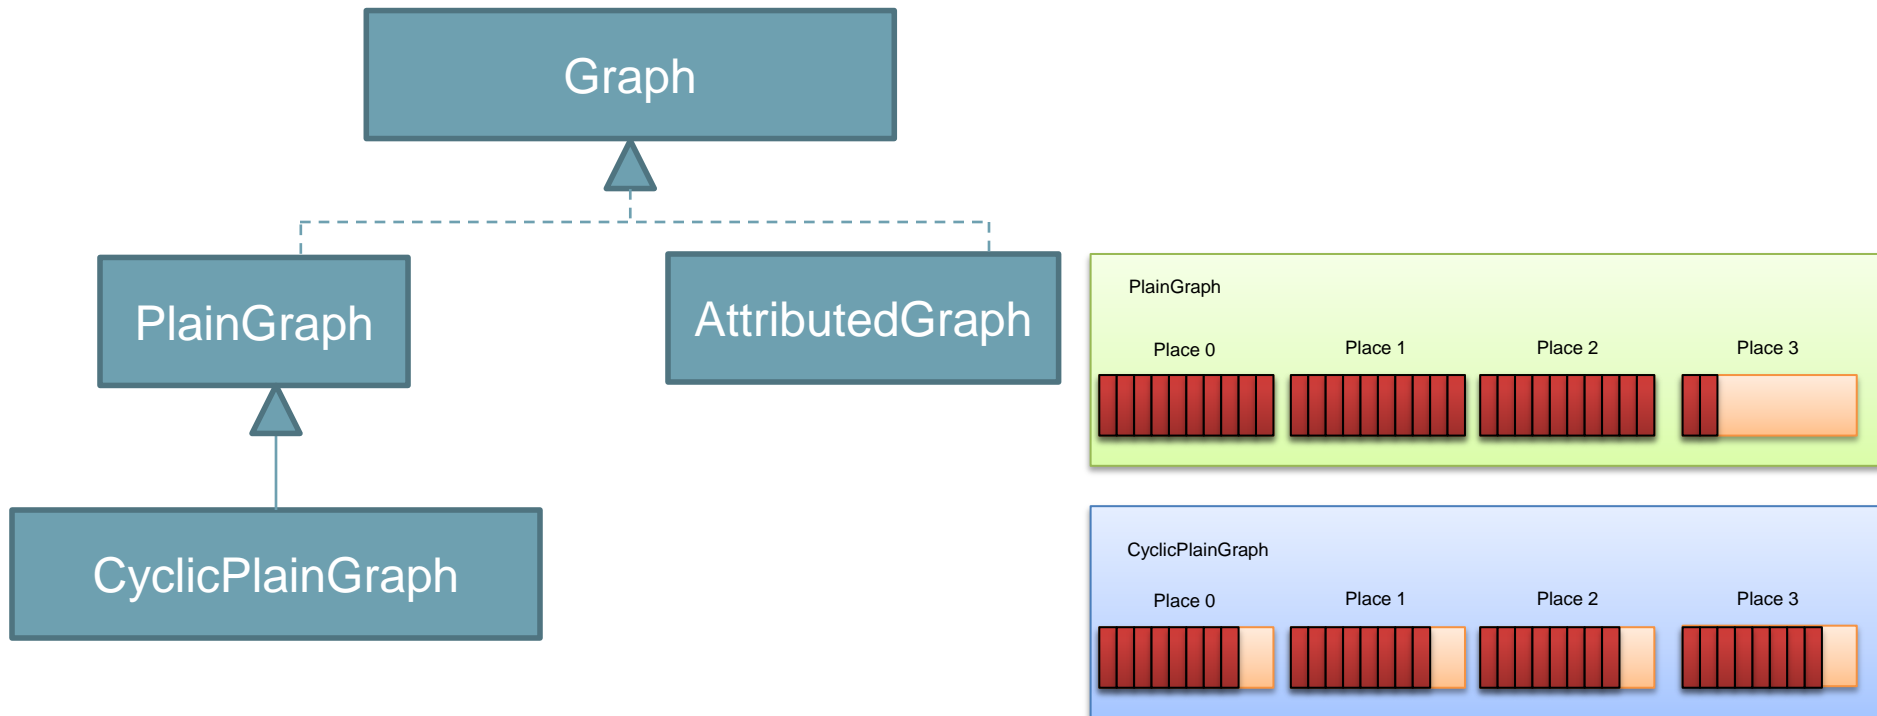 Graph
PlainGraph
AttributedGraph
CyclicPlainGraph
PlainGraph
Place 0
Place 1
Place 2
Place 3
CyclicPlainGraph
Place 0
Place 1
Place 2
Place 3